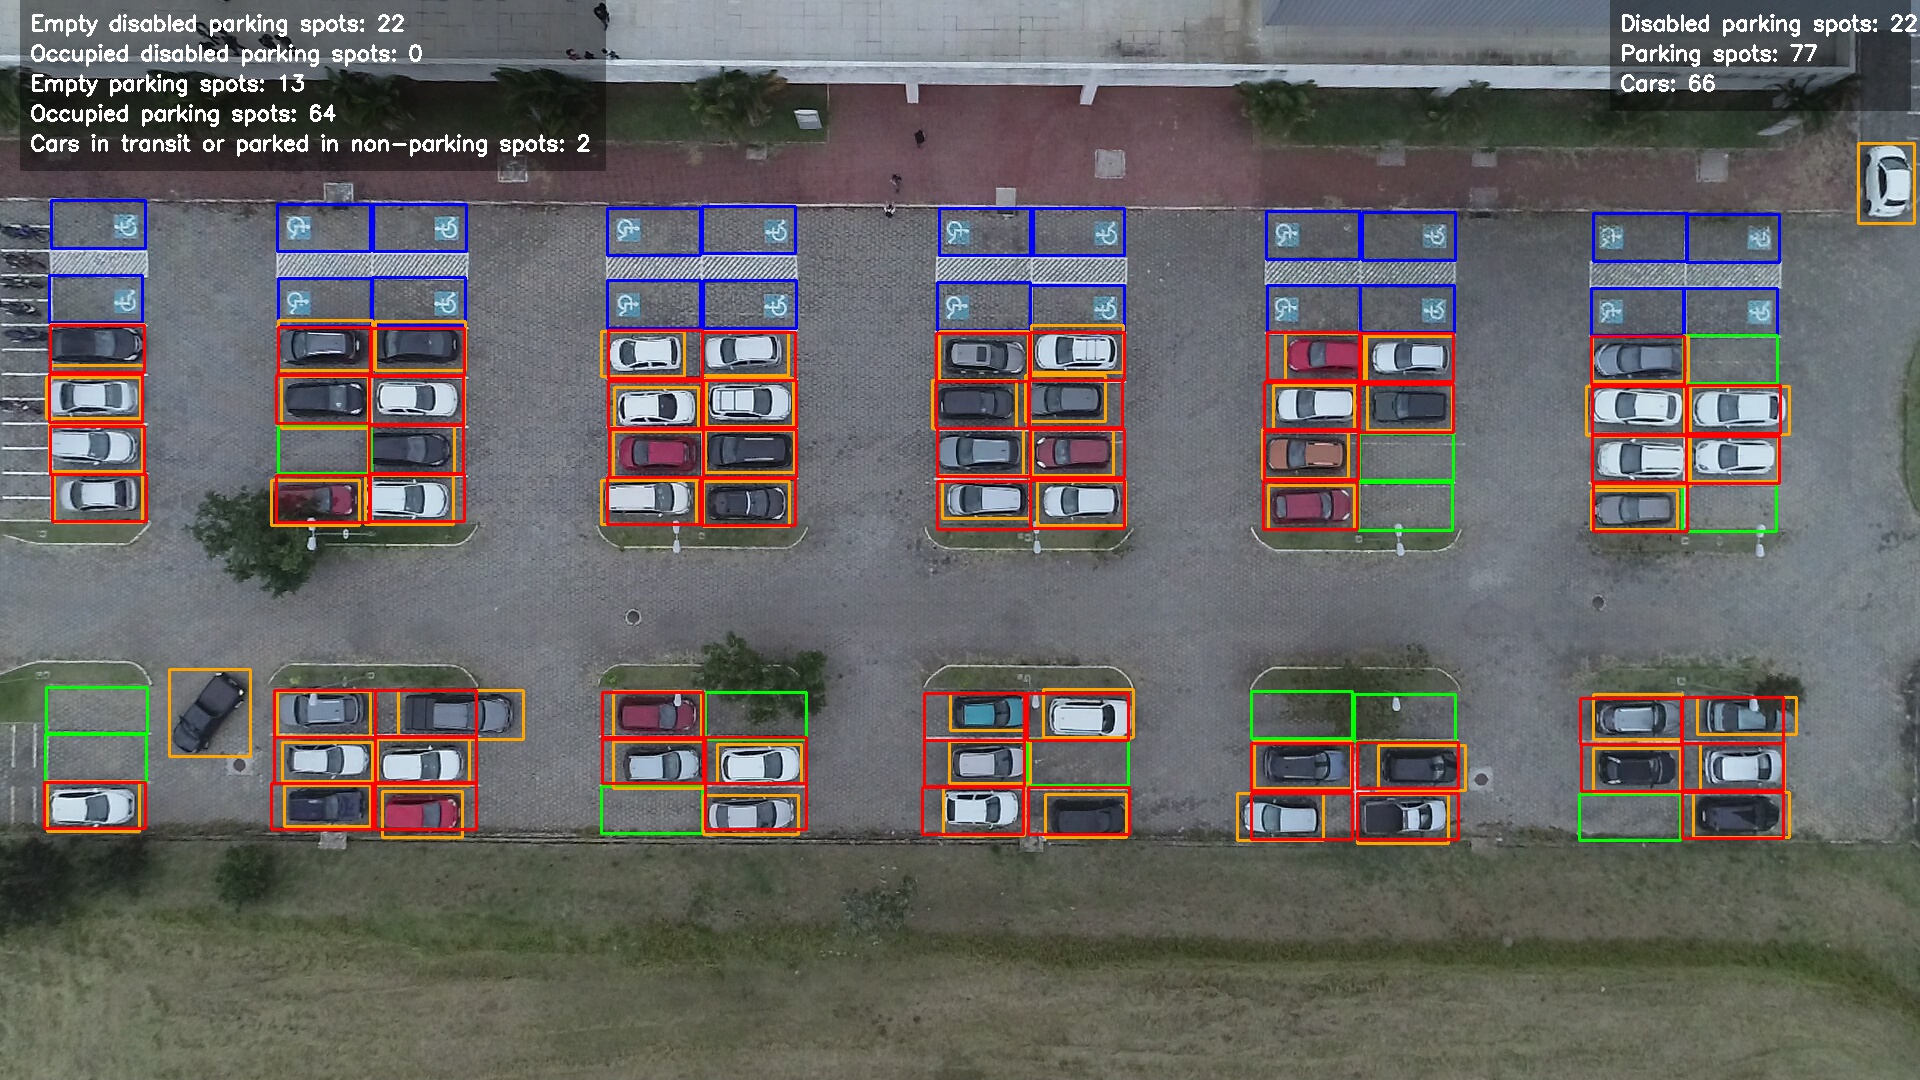 Empty disabled parking spots: 22
Occupied disabled parking spots: 0
Empty parking spots: 13
Occupied parking spots: 64
Cars in transit or parked in non-parking spots: 2
Disabled parking spots: 22
Parking spots: 77
Cars: 66